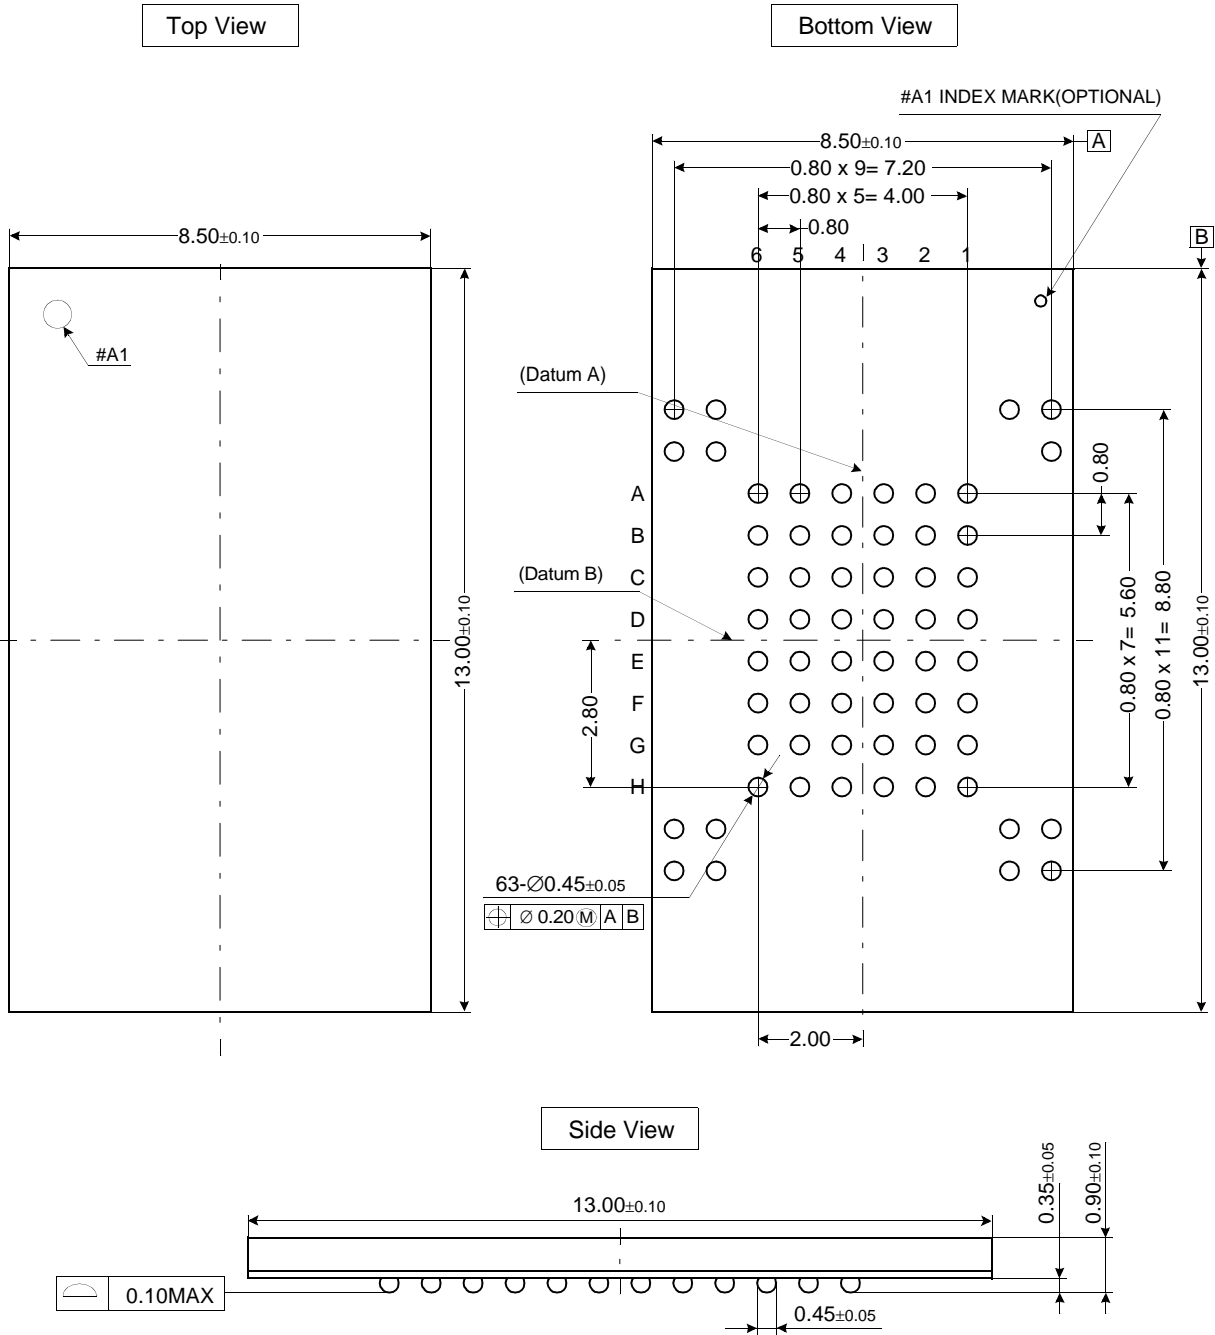 Top View
Bottom View
#A1 INDEX MARK(OPTIONAL)
8.50±0.10
A
0.80 x 9= 7.20
0.80 x 5= 4.00
0.80
6 5 4 3 2 1
B
8.50±0.10
#A1
(Datum A)
0.80
A
B
C
D
E
F
G
H
(Datum B)
13.00±0.10
2.80
0.80 x 7= 5.60
0.80 x 11= 8.80
13.00±0.10
63-∅0.45±0.05
⌖ ∅ 0.20 Ⓜ A B
2.00
Side View
13.00±0.10
0.35±0.05
0.90±0.10
0.10MAX
0.45±0.05